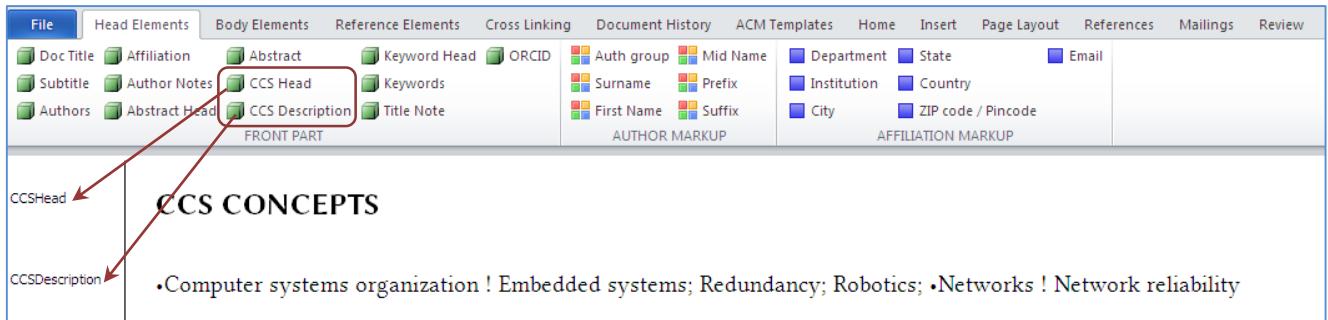 File Head Elements Body Elements Reference Elements Cross Linking Document History ACM Templates Home Insert Page Layout References Mailings Review
Doc Title Affiliation Abstract Keyword Head ORCID Auth group Mid Name Department State Email
Subtitle Author Notes CCS Head Keywords Surname Prefix Institution Country
Authors Abstract Head CCS Description Title Note First Name Suffix City ZIP code / Pincode
FRONT PART AUTHOR MARKUP AFFILIATION MARKUP
CCSHead CCS CONCEPTS
CCSDescription •Computer systems organization ! Embedded systems; Redundancy; Robotics; •Networks ! Network reliability